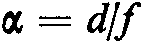 α = d/f